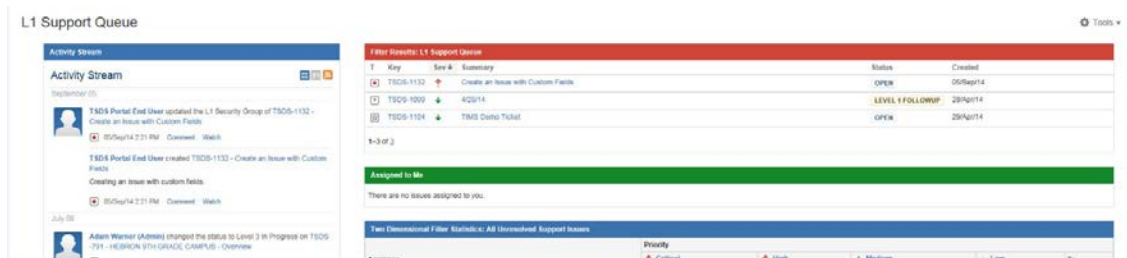 L1 Support Queue
Tools
Activity Stream
Activity Stream
September 05
TSDS Portal End User updated the L1 Security Group of TSDS-1132 -
Create an Issue with Custom Fields
05/Sep/14 2:21 PM Comment Watch
TSDS Portal End User created TSDS-1132 - Create an Issue with Custom
Fields
Creating an issue with custom fields.
05/Sep/14 2:21 PM Comment Watch
July 08
Adam Warner (Admin) changed the status to Level 3 In Progress on TSDS
-791 - HEBRON 9TH GRADE CAMPUS - Overview
Filter Results: L1 Support Queue
T Key Sev Summary Status Created
TSDS-1132 Create an Issue with Custom Fields OPEN 05/Sep/14
TSDS-1099 4/28/14 LEVEL 1 FOLLOWUP 28/Apr/14
TSDS-1104 TIMS Demo Ticket OPEN 29/Apr/14
1–3 of 3
Assigned to Me
There are no issues assigned to you.
Two Dimensional Filter Statistics: All Unresolved Support Issues
Priority
Critical High Medium Low